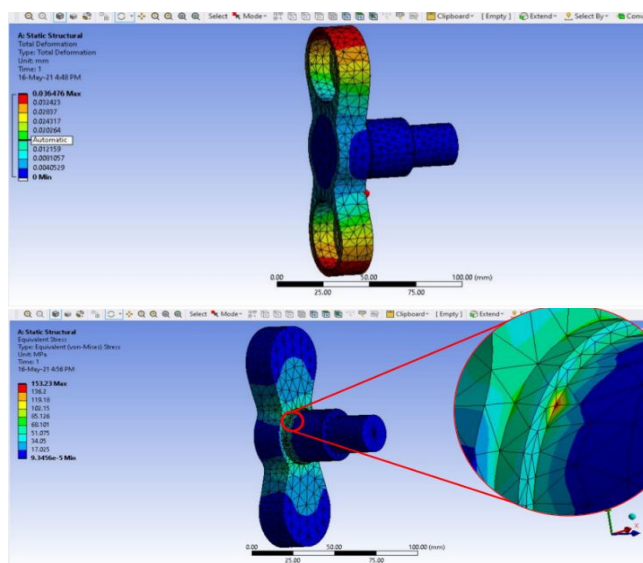 Select Mode Clipboard [Empty] Extend Select By
A: Static Structural
Total Deformation
Type: Total Deformation
Unit: mm
Time: 1
16-May-21 4:48 PM
0.036476 Max
0.032423
0.02837
0.024317
0.020264
Automatic
0.012159
0.0081057
0.0040529
0 Min
0.00 50.00 100.00 (mm)
25.00 75.00
Select Mode Clipboard [Empty] Extend
A: Static Structural
Equivalent Stress
Type: Equivalent (von-Mises) Stress
Unit: MPa
Time: 1
16-May-21 4:56 PM
153.23 Max
136.2
119.18
102.15
85.126
68.101
51.075
34.05
17.025
9.3456e-5 Min
0.00 50.00 100.00 (mm)
25.00 75.00
X